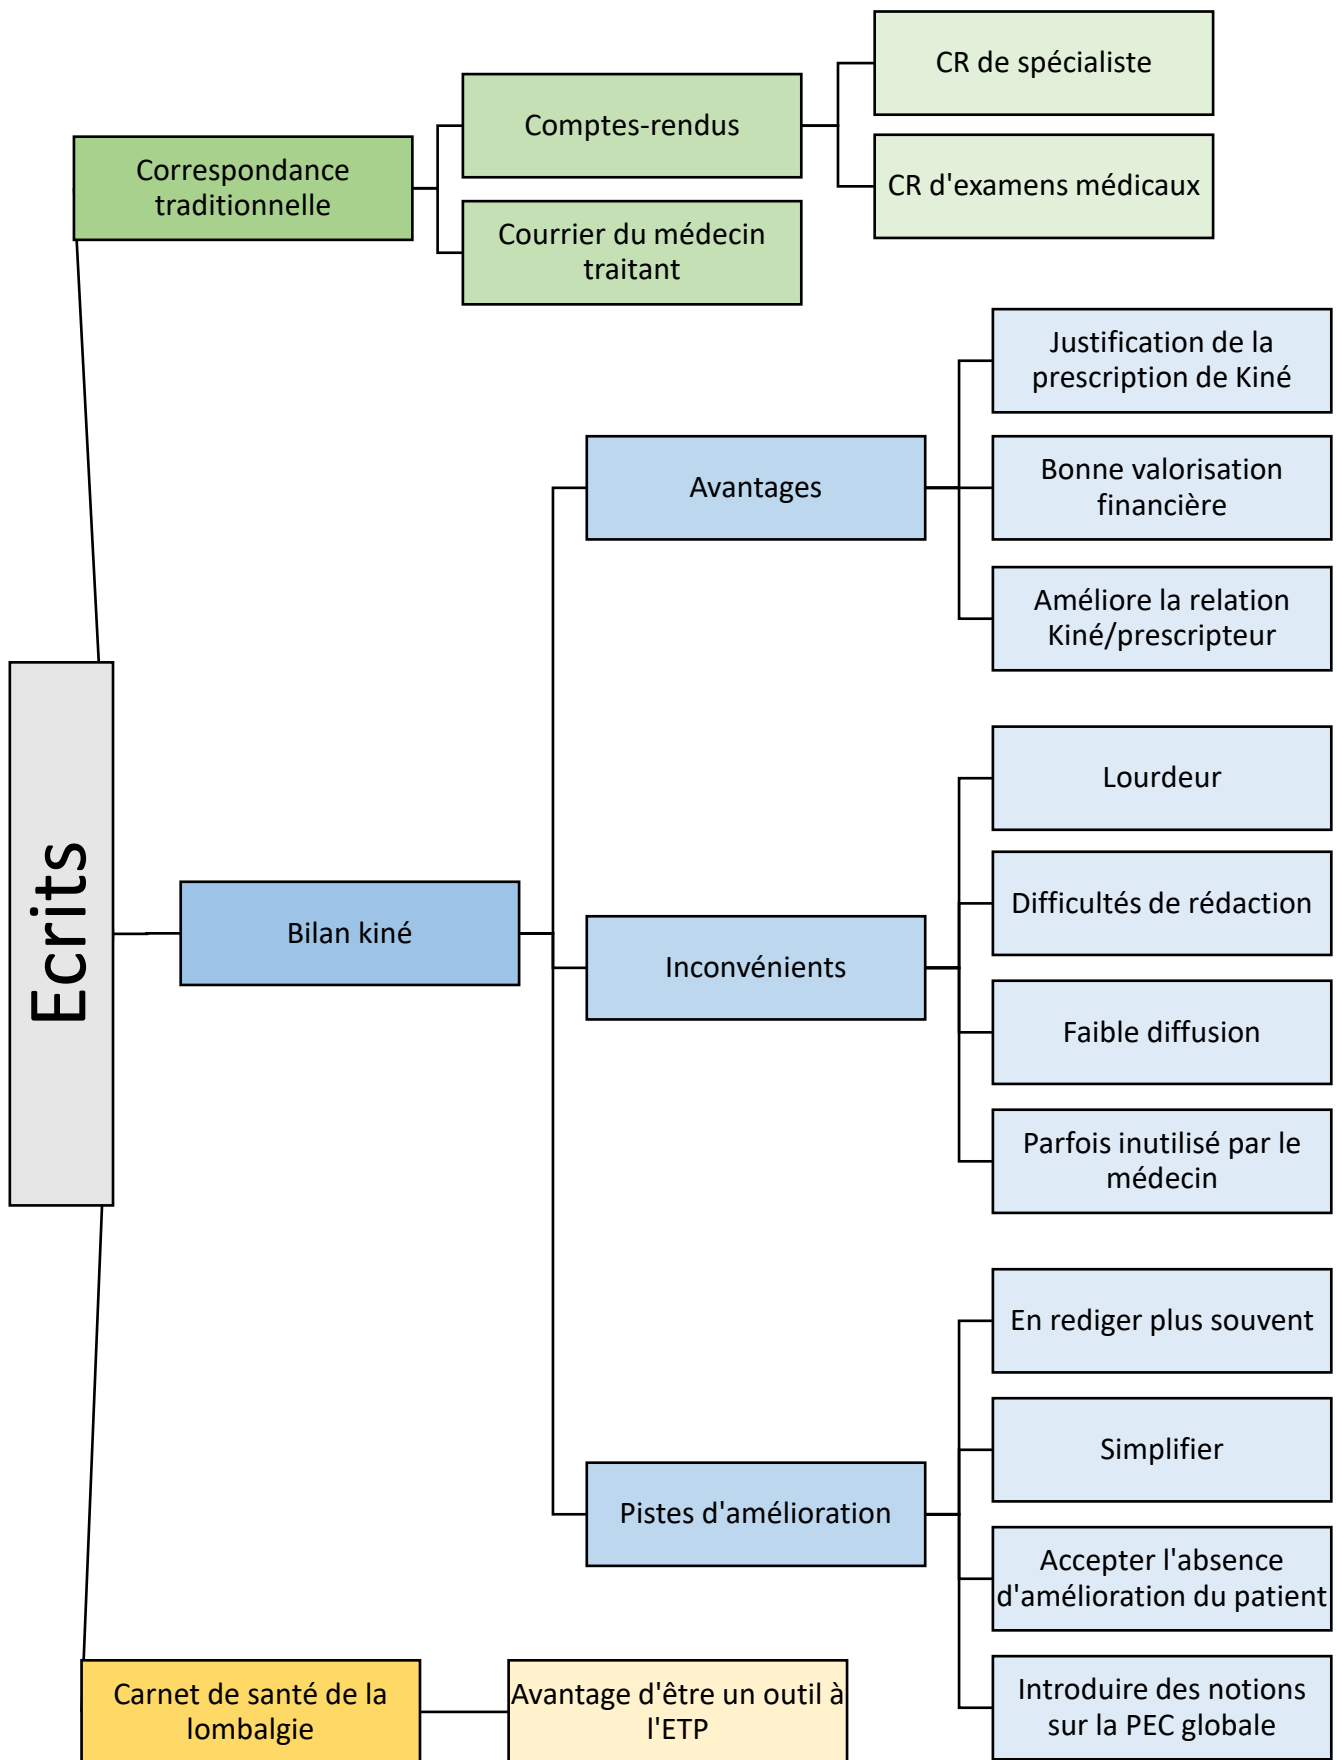 Ecrits
Correspondance
traditionnelle
Comptes-rendus
CR de spécialiste
CR d'examens médicaux
Courrier du médecin
traitant
Bilan kiné
Avantages
Justification de la
prescription de Kiné
Bonne valorisation
financière
Améliore la relation
Kiné/prescripteur
Inconvénients
Lourdeur
Difficultés de rédaction
Faible diffusion
Parfois inutilisé par le
médecin
Pistes d'amélioration
En rediger plus souvent
Simplifier
Accepter l'absence
d'amélioration du patient
Introduire des notions
sur la PEC globale
Carnet de santé de la
lombalgie
Avantage d'être un outil à
l'ETP